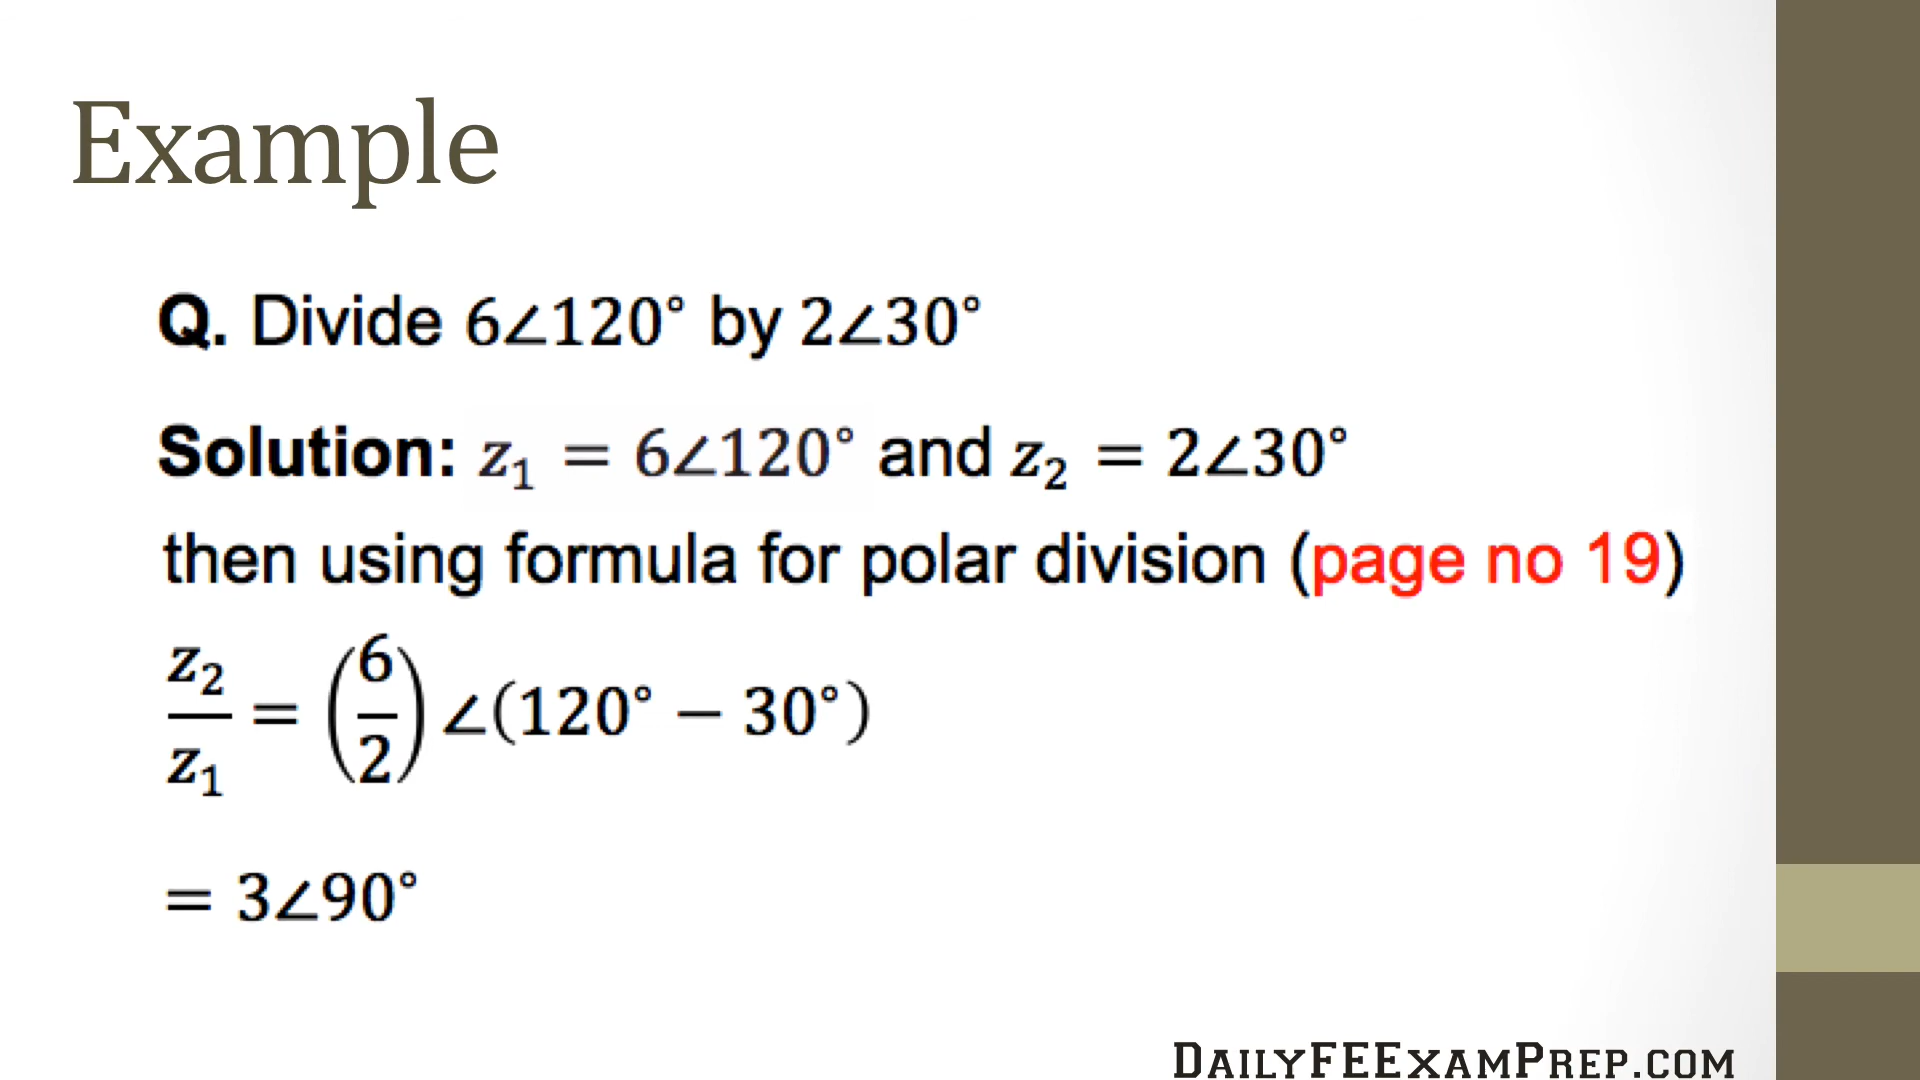 Example
Q. Divide 6∠120° by 2∠30°
Solution: z₁ = 6∠120° and z₂ = 2∠30°
then using formula for polar division (page no 19)
z₂/z₁ = (6/2) ∠(120° − 30°)
= 3∠90°
DailyFEExamPrep.com